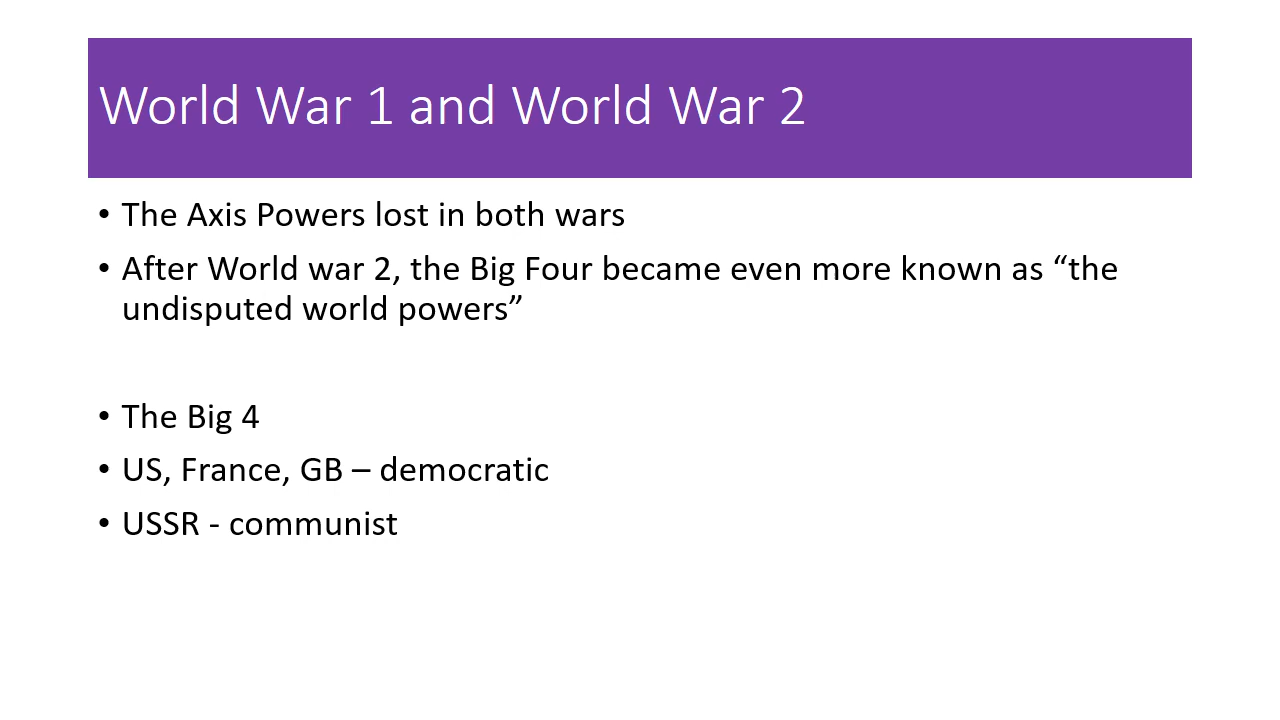 World War 1 and World War 2
• The Axis Powers lost in both wars
• After World war 2, the Big Four became even more known as “the
undisputed world powers”
• The Big 4
• US, France, GB – democratic
• USSR - communist